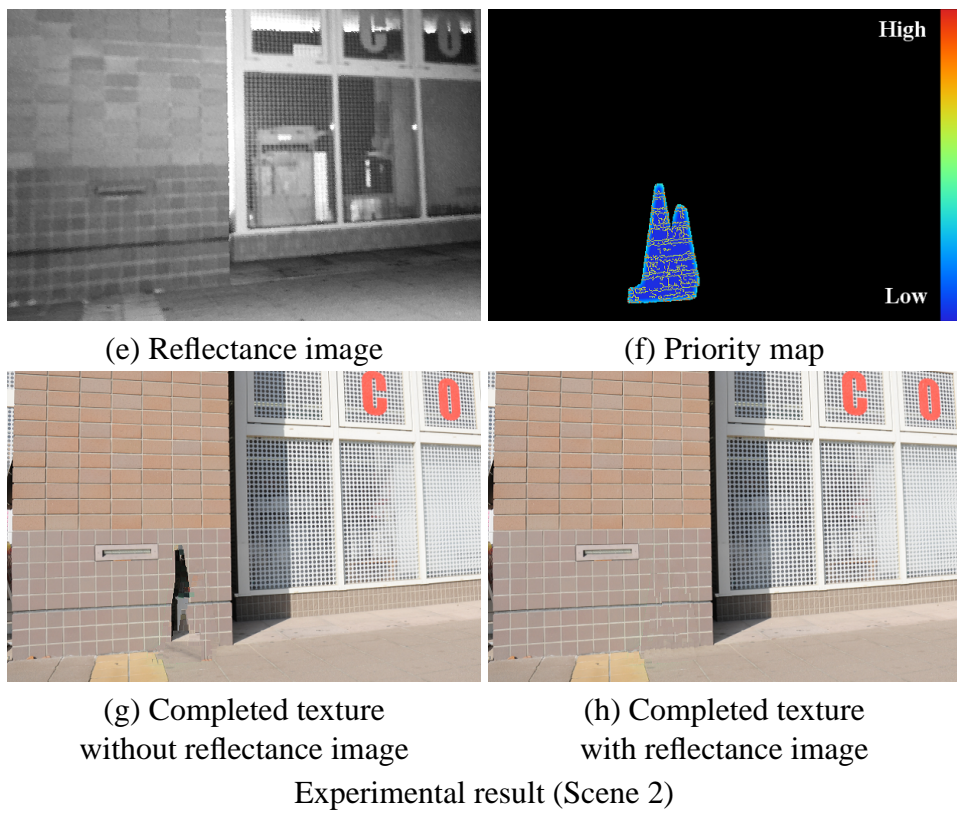 C O
High
Low
(e) Reflectance image
(f) Priority map
C O
C O
(g) Completed texture
without reflectance image
(h) Completed texture
with reflectance image
Experimental result (Scene 2)